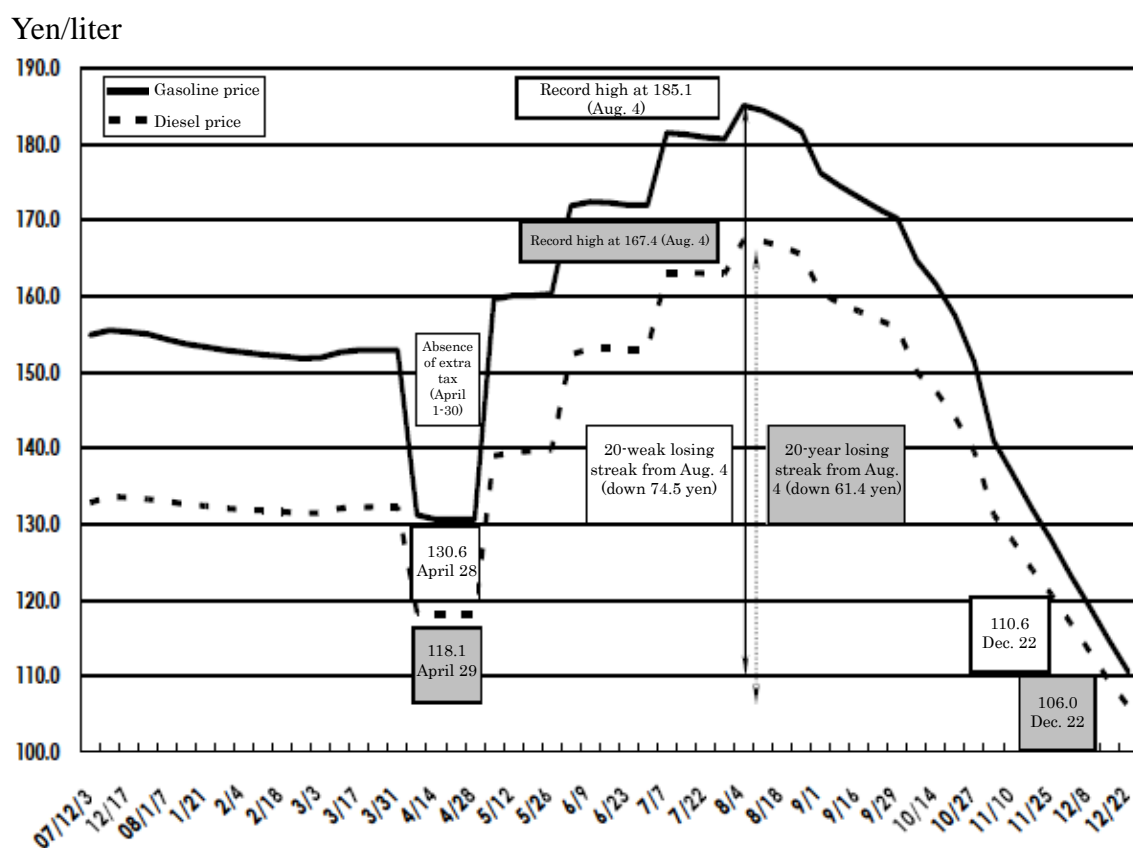 Yen/liter
190.0
180.0
170.0
160.0
150.0
140.0
130.0
120.0
110.0
100.0
Gasoline price
Diesel price
Record high at 185.1
(Aug. 4)
Record high at 167.4 (Aug. 4)
Absence
of extra
tax
(April
1-30)
20-weak losing
streak from Aug. 4
(down 74.5 yen)
20-year losing
streak from Aug.
4 (down 61.4 yen)
130.6
April 28
118.1
April 29
110.6
Dec. 22
106.0
Dec. 22
07/12/3
12/17
08/1/7
1/21
2/4
2/18
3/3
3/17
3/31
4/14
4/28
5/12
5/26
6/9
6/23
7/7
7/22
8/4
8/18
9/1
9/16
9/29
10/14
10/27
11/10
11/25
12/8
12/22